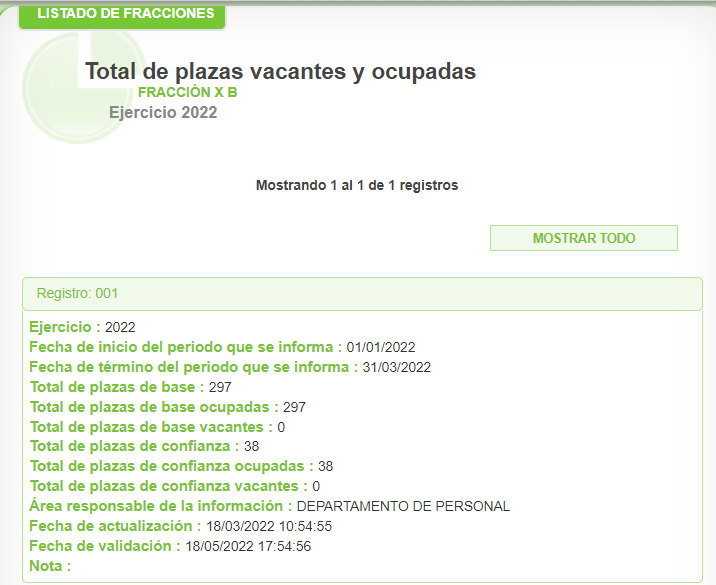 LISTADO DE FRACCIONES
Total de plazas vacantes y ocupadas
FRACCIÓN X B
Ejercicio 2022
Mostrando 1 al 1 de 1 registros
MOSTRAR TODO
Registro: 001
Ejercicio : 2022
Fecha de inicio del periodo que se informa : 01/01/2022
Fecha de término del periodo que se informa : 31/03/2022
Total de plazas de base : 297
Total de plazas de base ocupadas : 297
Total de plazas de base vacantes : 0
Total de plazas de confianza : 38
Total de plazas de confianza ocupadas : 38
Total de plazas de confianza vacantes : 0
Área responsable de la información : DEPARTAMENTO DE PERSONAL
Fecha de actualización : 18/03/2022 10:54:55
Fecha de validación : 18/05/2022 17:54:56
Nota :